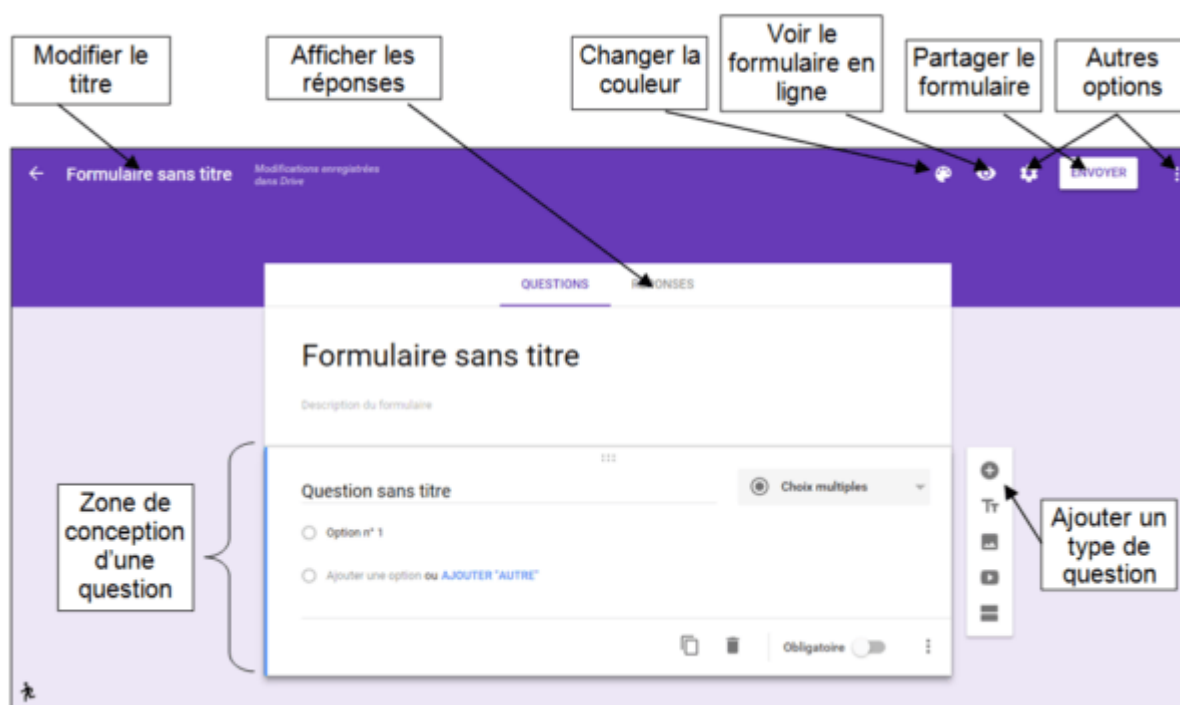 Modifier le
titre
Afficher les
réponses
Changer la
couleur
Voir le
formulaire en
ligne
Partager le
formulaire
Autres
options
Formulaire sans titre
Modifications enregistrées
dans Drive
ENVOYER
QUESTIONS
RÉPONSES
Formulaire sans titre
Description du formulaire
Zone de
conception
d'une
question
Question sans titre
Choix multiples
Option n° 1
Ajouter une option ou AJOUTER "AUTRE"
Obligatoire
Ajouter un
type de
question